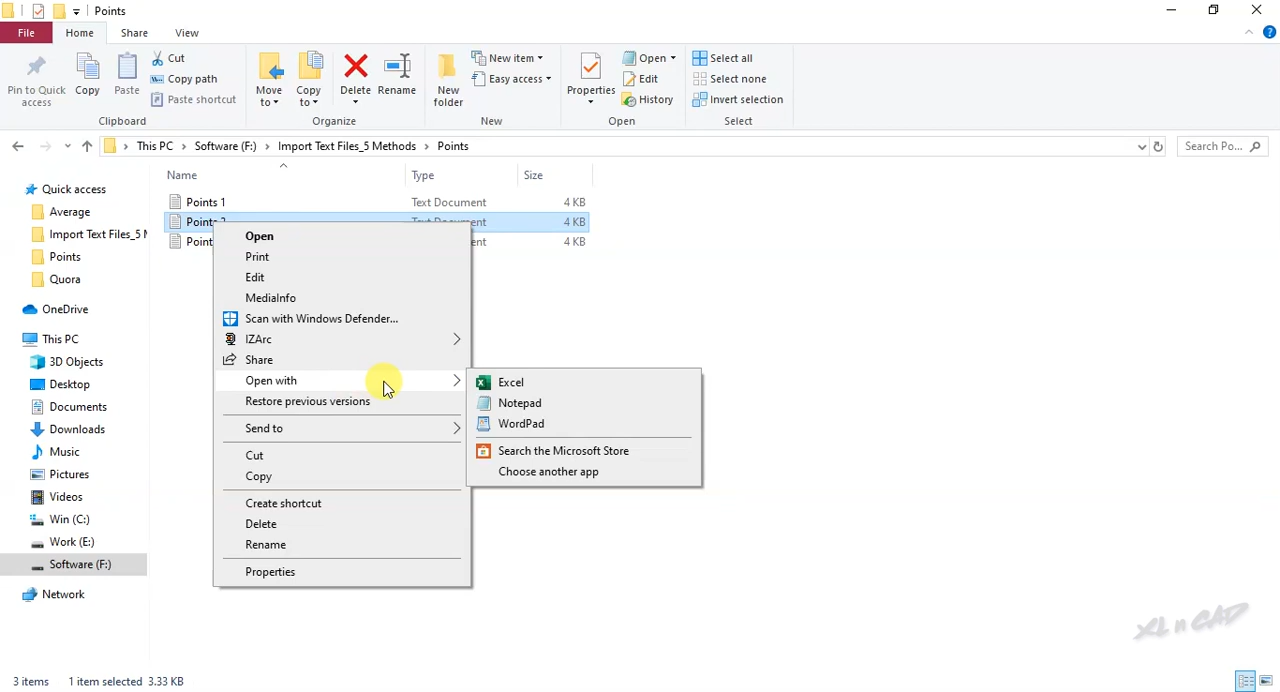 Points
File Home Share View
Pin to Quick access
Copy
Paste
Cut
Copy path
Paste shortcut
Clipboard
Move to
Copy to
Delete
Rename
Organize
New folder
New item
Easy access
New
Properties
Open
Edit
History
Open
Select all
Select none
Invert selection
Select
This PC › Software (F:) › Import Text Files_5 Methods › Points
Search Po...
Name Type Size
Points 1 Text Document 4 KB
4 KB
4 KB
Quick access
Average
Import Text Files_5
Points
Quora
OneDrive
This PC
3D Objects
Desktop
Documents
Downloads
Music
Pictures
Videos
Win (C:)
Work (E:)
Software (F:)
Network
Open
Print
Edit
MediaInfo
Scan with Windows Defender...
IZArc
Share
Open with
Restore previous versions
Send to
Cut
Copy
Create shortcut
Delete
Rename
Properties
Excel
Notepad
WordPad
Search the Microsoft Store
Choose another app
XL n CAD
3 items 1 item selected 3.33 KB